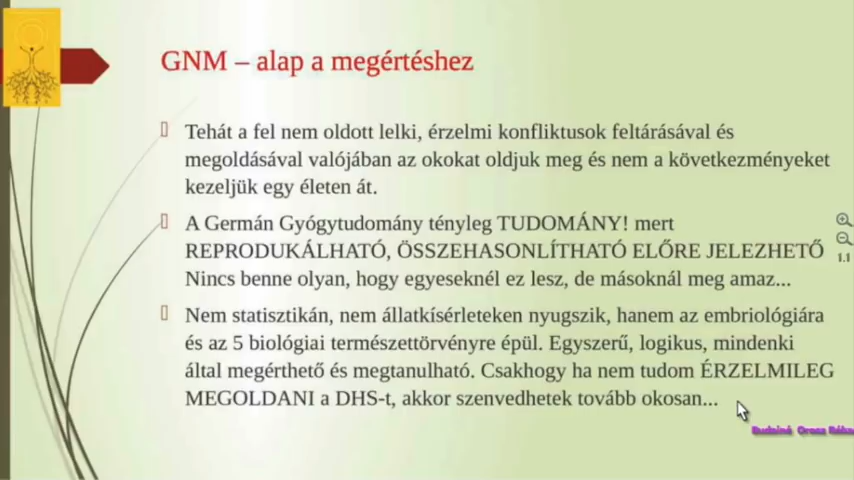 GNM – alap a megértéshez
Tehát a fel nem oldott lelki, érzelmi konfliktusok feltárásával és
megoldásával valójában az okokat oldjuk meg és nem a következményeket
kezeljük egy életen át.
A Germán Gyógytudomány tényleg TUDOMÁNY! mert
REPRODUKÁLHATÓ, ÖSSZEHASONLÍTHATÓ ELŐRE JELEZHETŐ
Nincs benne olyan, hogy egyeseknél ez lesz, de másoknál meg amaz...
1.1
Nem statisztikán, nem állatkísérleteken nyugszik, hanem az embriológiára
és az 5 biológiai természettörvényre épül. Egyszerű, logikus, mindenki
által megérthető és megtanulható. Csakhogy ha nem tudom ÉRZELMILEG
MEGOLDANI a DHS-t, akkor szenvedhetek tovább okosan...
Budainé Orosz